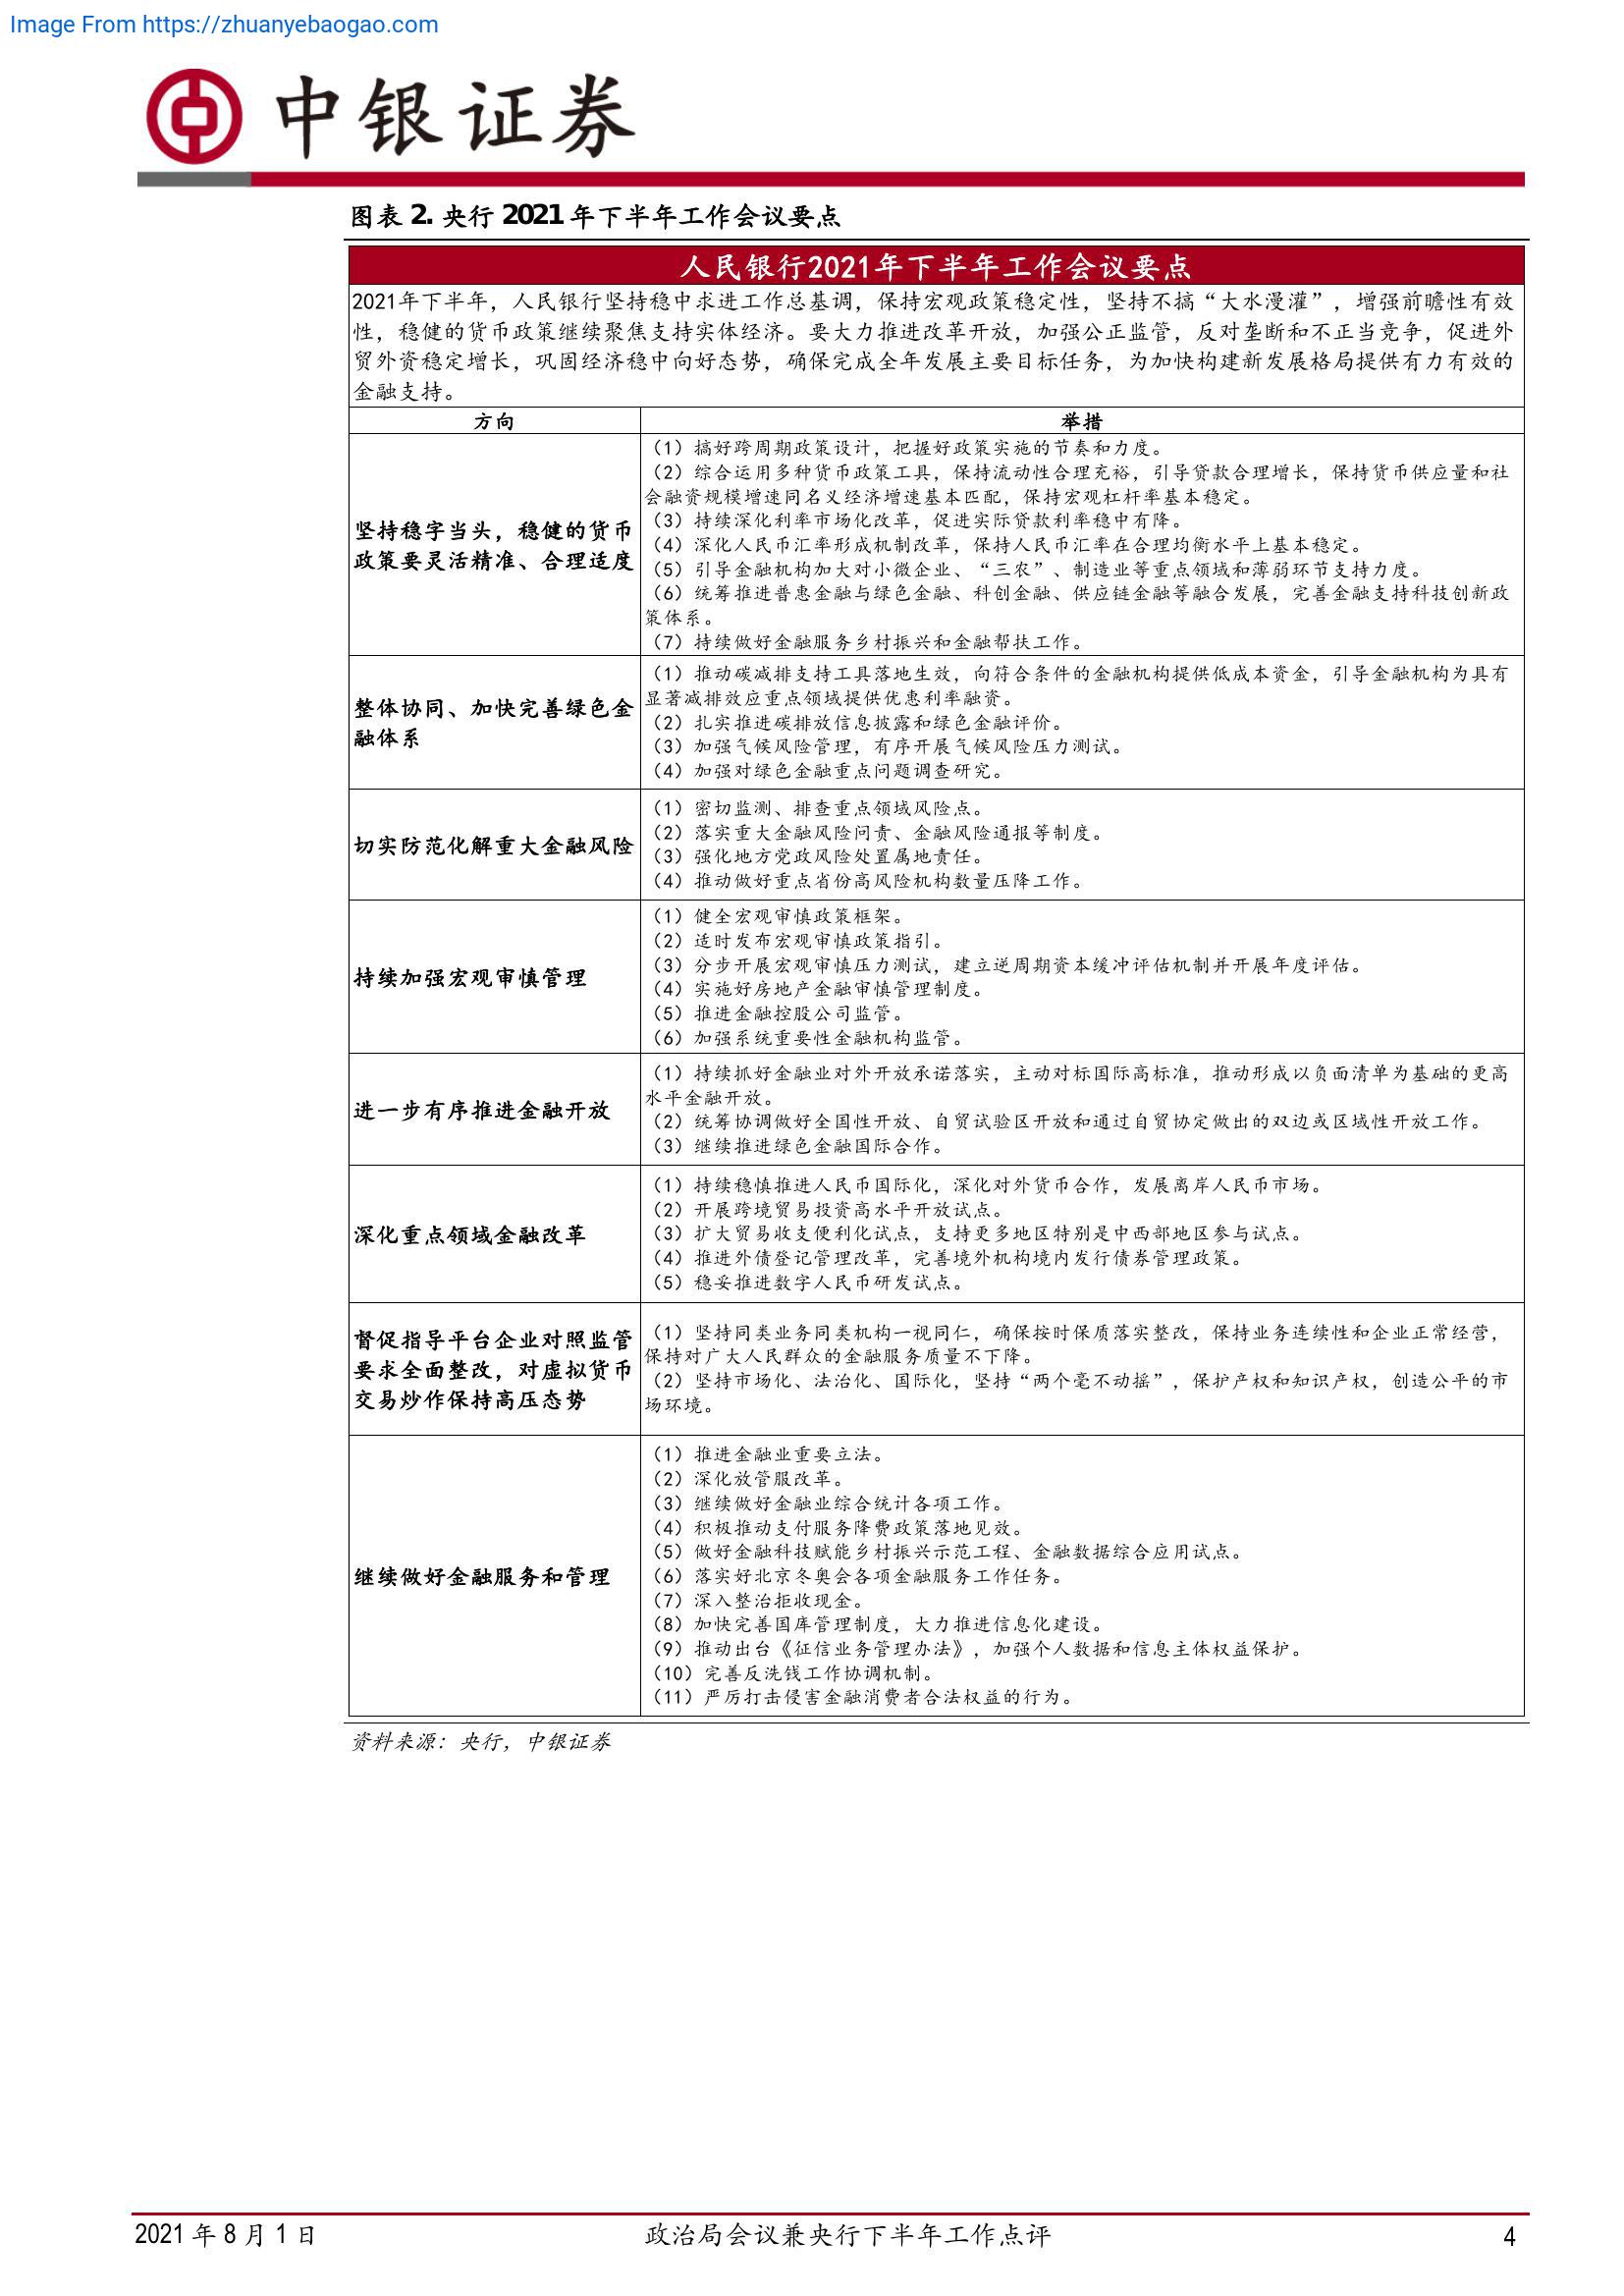 Image From https://zhuanyebaogao.com
中银证券
图表 2. 央行 2021 年下半年工作会议要点
人民银行2021年下半年工作会议要点
2021年下半年，人民银行坚持稳中求进工作总基调，保持宏观政策稳定性，坚持不搞“大水漫灌”，增强前瞻性有效
性，稳健的货币政策继续聚焦支持实体经济。要大力推进改革开放，加强公正监管，反对垄断和不正当竞争，促进外
贸外资稳定增长，巩固经济稳中向好态势，确保完成全年发展主要目标任务，为加快构建新发展格局提供有力有效的
金融支持。
方向
举措
坚持稳字当头，稳健的货币
政策要灵活精准、合理适度
（1）搞好跨周期政策设计，把握好政策实施的节奏和力度。
（2）综合运用多种货币政策工具，保持流动性合理充裕，引导贷款合理增长，保持货币供应量和社
会融资规模增速同名义经济增速基本匹配，保持宏观杠杆率基本稳定。
（3）持续深化利率市场化改革，促进实际贷款利率稳中有降。
（4）深化人民币汇率形成机制改革，保持人民币汇率在合理均衡水平上基本稳定。
（5）引导金融机构加大对小微企业、“三农”、制造业等重点领域和薄弱环节支持力度。
（6）统筹推进普惠金融与绿色金融、科创金融、供应链金融等融合发展，完善金融支持科技创新政
策体系。
（7）持续做好金融服务乡村振兴和金融帮扶工作。
整体协同、加快完善绿色金
融体系
（1）推动碳减排支持工具落地生效，向符合条件的金融机构提供低成本资金，引导金融机构为具有
显著减排效应重点领域提供优惠利率融资。
（2）扎实推进碳排放信息披露和绿色金融评价。
（3）加强气候风险管理，有序开展气候风险压力测试。
（4）加强对绿色金融重点问题调查研究。
切实防范化解重大金融风险
（1）密切监测、排查重点领域风险点。
（2）落实重大金融风险问责、金融风险通报等制度。
（3）强化地方党政风险处置属地责任。
（4）推动做好重点省份高风险机构数量压降工作。
持续加强宏观审慎管理
（1）健全宏观审慎政策框架。
（2）适时发布宏观审慎政策指引。
（3）分步开展宏观审慎压力测试，建立逆周期资本缓冲评估机制并开展年度评估。
（4）实施好房地产金融审慎管理制度。
（5）推进金融控股公司监管。
（6）加强系统重要性金融机构监管。
进一步有序推进金融开放
（1）持续抓好金融业对外开放承诺落实，主动对标国际高标准，推动形成以负面清单为基础的更高
水平金融开放。
（2）统筹协调做好全国性开放、自贸试验区开放和通过自贸协定做出的双边或区域性开放工作。
（3）继续推进绿色金融国际合作。
深化重点领域金融改革
（1）持续稳慎推进人民币国际化，深化对外货币合作，发展离岸人民币市场。
（2）开展跨境贸易投资高水平开放试点。
（3）扩大贸易收支便利化试点，支持更多地区特别是中西部地区参与试点。
（4）推进外债登记管理改革，完善境外机构境内发行债券管理政策。
（5）稳妥推进数字人民币研发试点。
督促指导平台企业对照监管
要求全面整改，对虚拟货币
交易炒作保持高压态势
（1）坚持同类业务同类机构一视同仁，确保按时保质落实整改，保持业务连续性和企业正常经营，
保持对广大人民群众的金融服务质量不下降。
（2）坚持市场化、法治化、国际化，坚持“两个毫不动摇”，保护产权和知识产权，创造公平的市
场环境。
继续做好金融服务和管理
（1）推进金融业重要立法。
（2）深化放管服改革。
（3）继续做好金融业综合统计各项工作。
（4）积极推动支付服务降费政策落地见效。
（5）做好金融科技赋能乡村振兴示范工程、金融数据综合应用试点。
（6）落实好北京冬奥会各项金融服务工作任务。
（7）深入整治拒收现金。
（8）加快完善国库管理制度，大力推进信息化建设。
（9）推动出台《征信业务管理办法》，加强个人数据和信息主体权益保护。
（10）完善反洗钱工作协调机制。
（11）严厉打击侵害金融消费者合法权益的行为。
资料来源：央行，中银证券
2021 年 8 月 1 日
政治局会议兼央行下半年工作点评
4